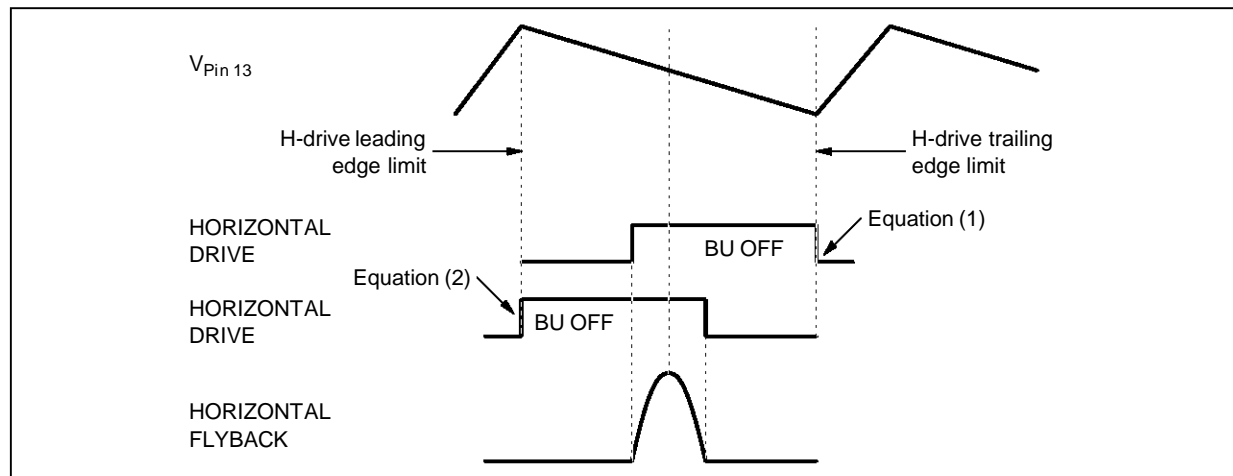 VPin 13
H-drive leading
edge limit
H-drive trailing
edge limit
HORIZONTAL
DRIVE
BU OFF
Equation (1)
Equation (2)
HORIZONTAL
DRIVE
BU OFF
HORIZONTAL
FLYBACK